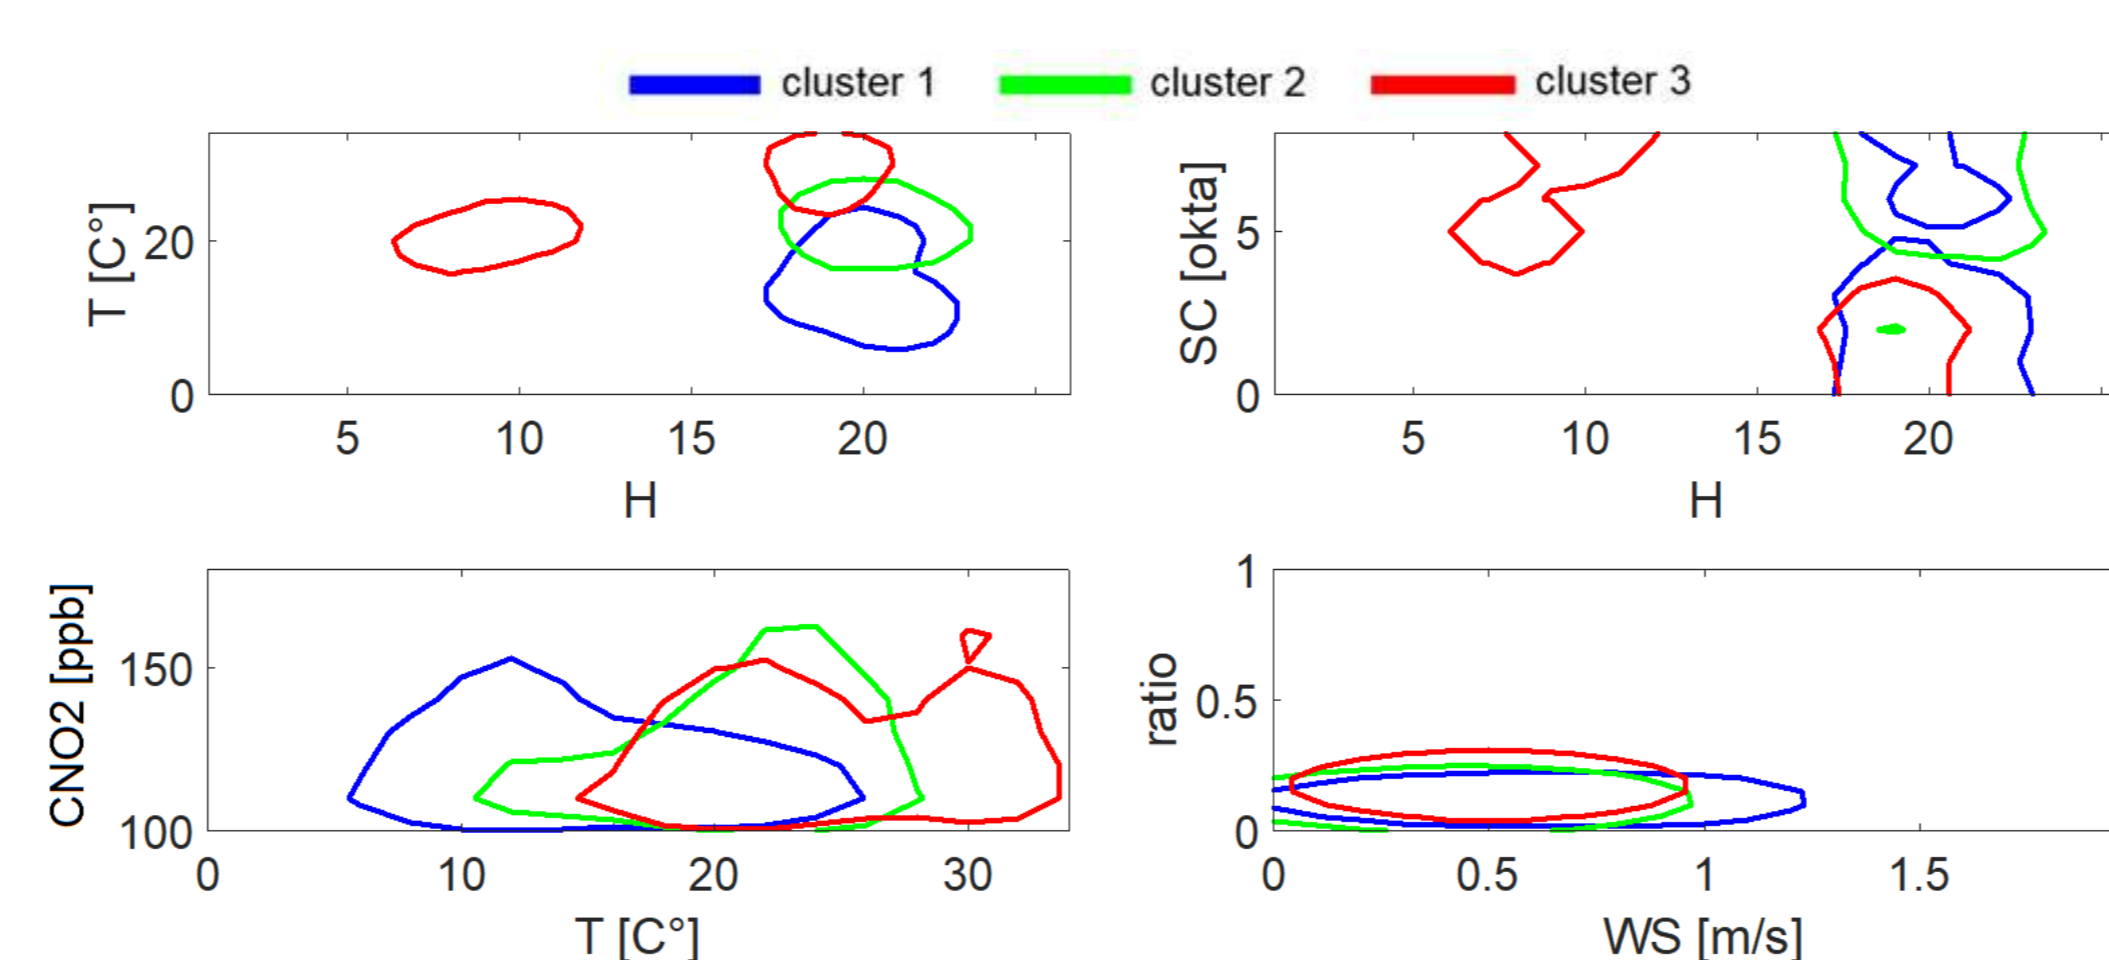 cluster 1 cluster 2 cluster 3
T [C°]
20
0
5 10 15 20
H
SC [okta]
5
0
5 10 15 20
H
CNO2 [ppb]
150
100
0 10 20 30
T [C°]
ratio
1
0.5
0
0 0.5 1 1.5
WS [m/s]